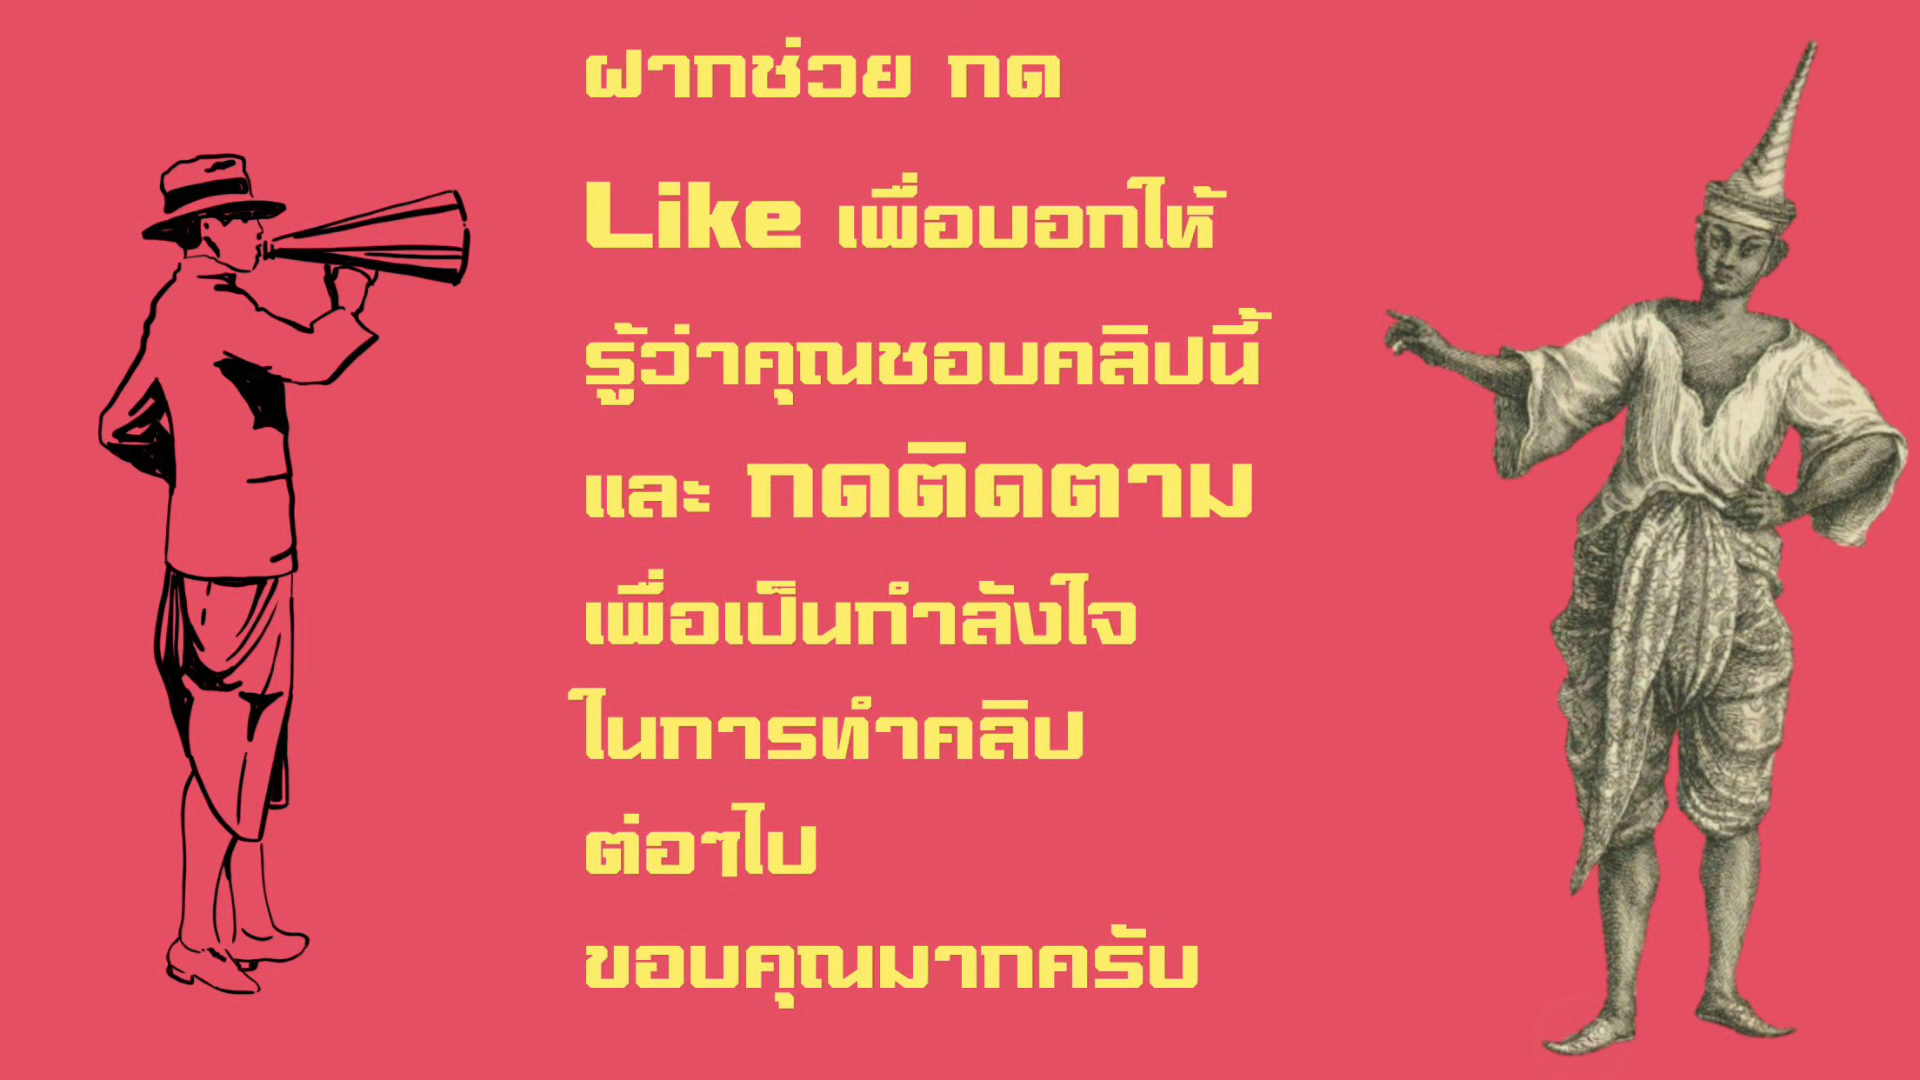 ฝากช่วย กด
Like เพื่อบอกให้
รู้ว่าคุณชอบคลิปนี้
และ กดติดตาม
เพื่อเป็นกำลังใจ
ในการทำคลิป
ต่อๆไป
ขอบคุณมากครับ